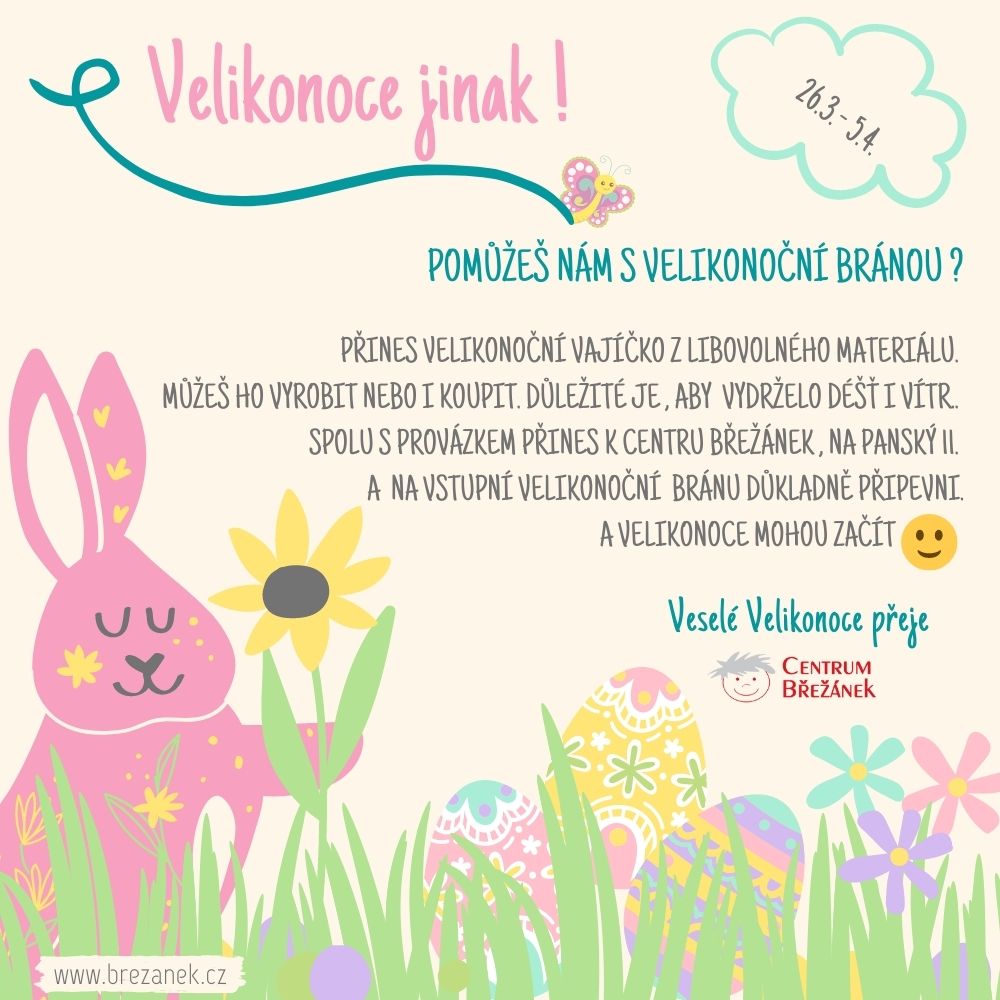 Velikonoce jinak !
26.3. - 5.4.
POMŮŽEŠ NÁM S VELIKONOČNÍ BRÁNOU ?
PŘINES VELIKONOČNÍ VAJÍČKO Z LIBOVOLNÉHO MATERIÁLU.
MŮŽEŠ HO VYROBIT NEBO I KOUPIT. DŮLEŽITÉ JE, ABY VYDRŽELO DÉŠŤ I VÍTR.
SPOLU S PROVÁZKEM PŘINES K CENTRU BŘEŽÁNEK, NA PANSKÝ II.
A NA VSTUPNÍ VELIKONOČNÍ BRÁNU DŮKLADNĚ PŘIPEVNI.
A VELIKONOCE MOHOU ZAČÍT
Veselé Velikonoce přeje
CENTRUM
BŘEŽÁNEK
www.brezanek.cz